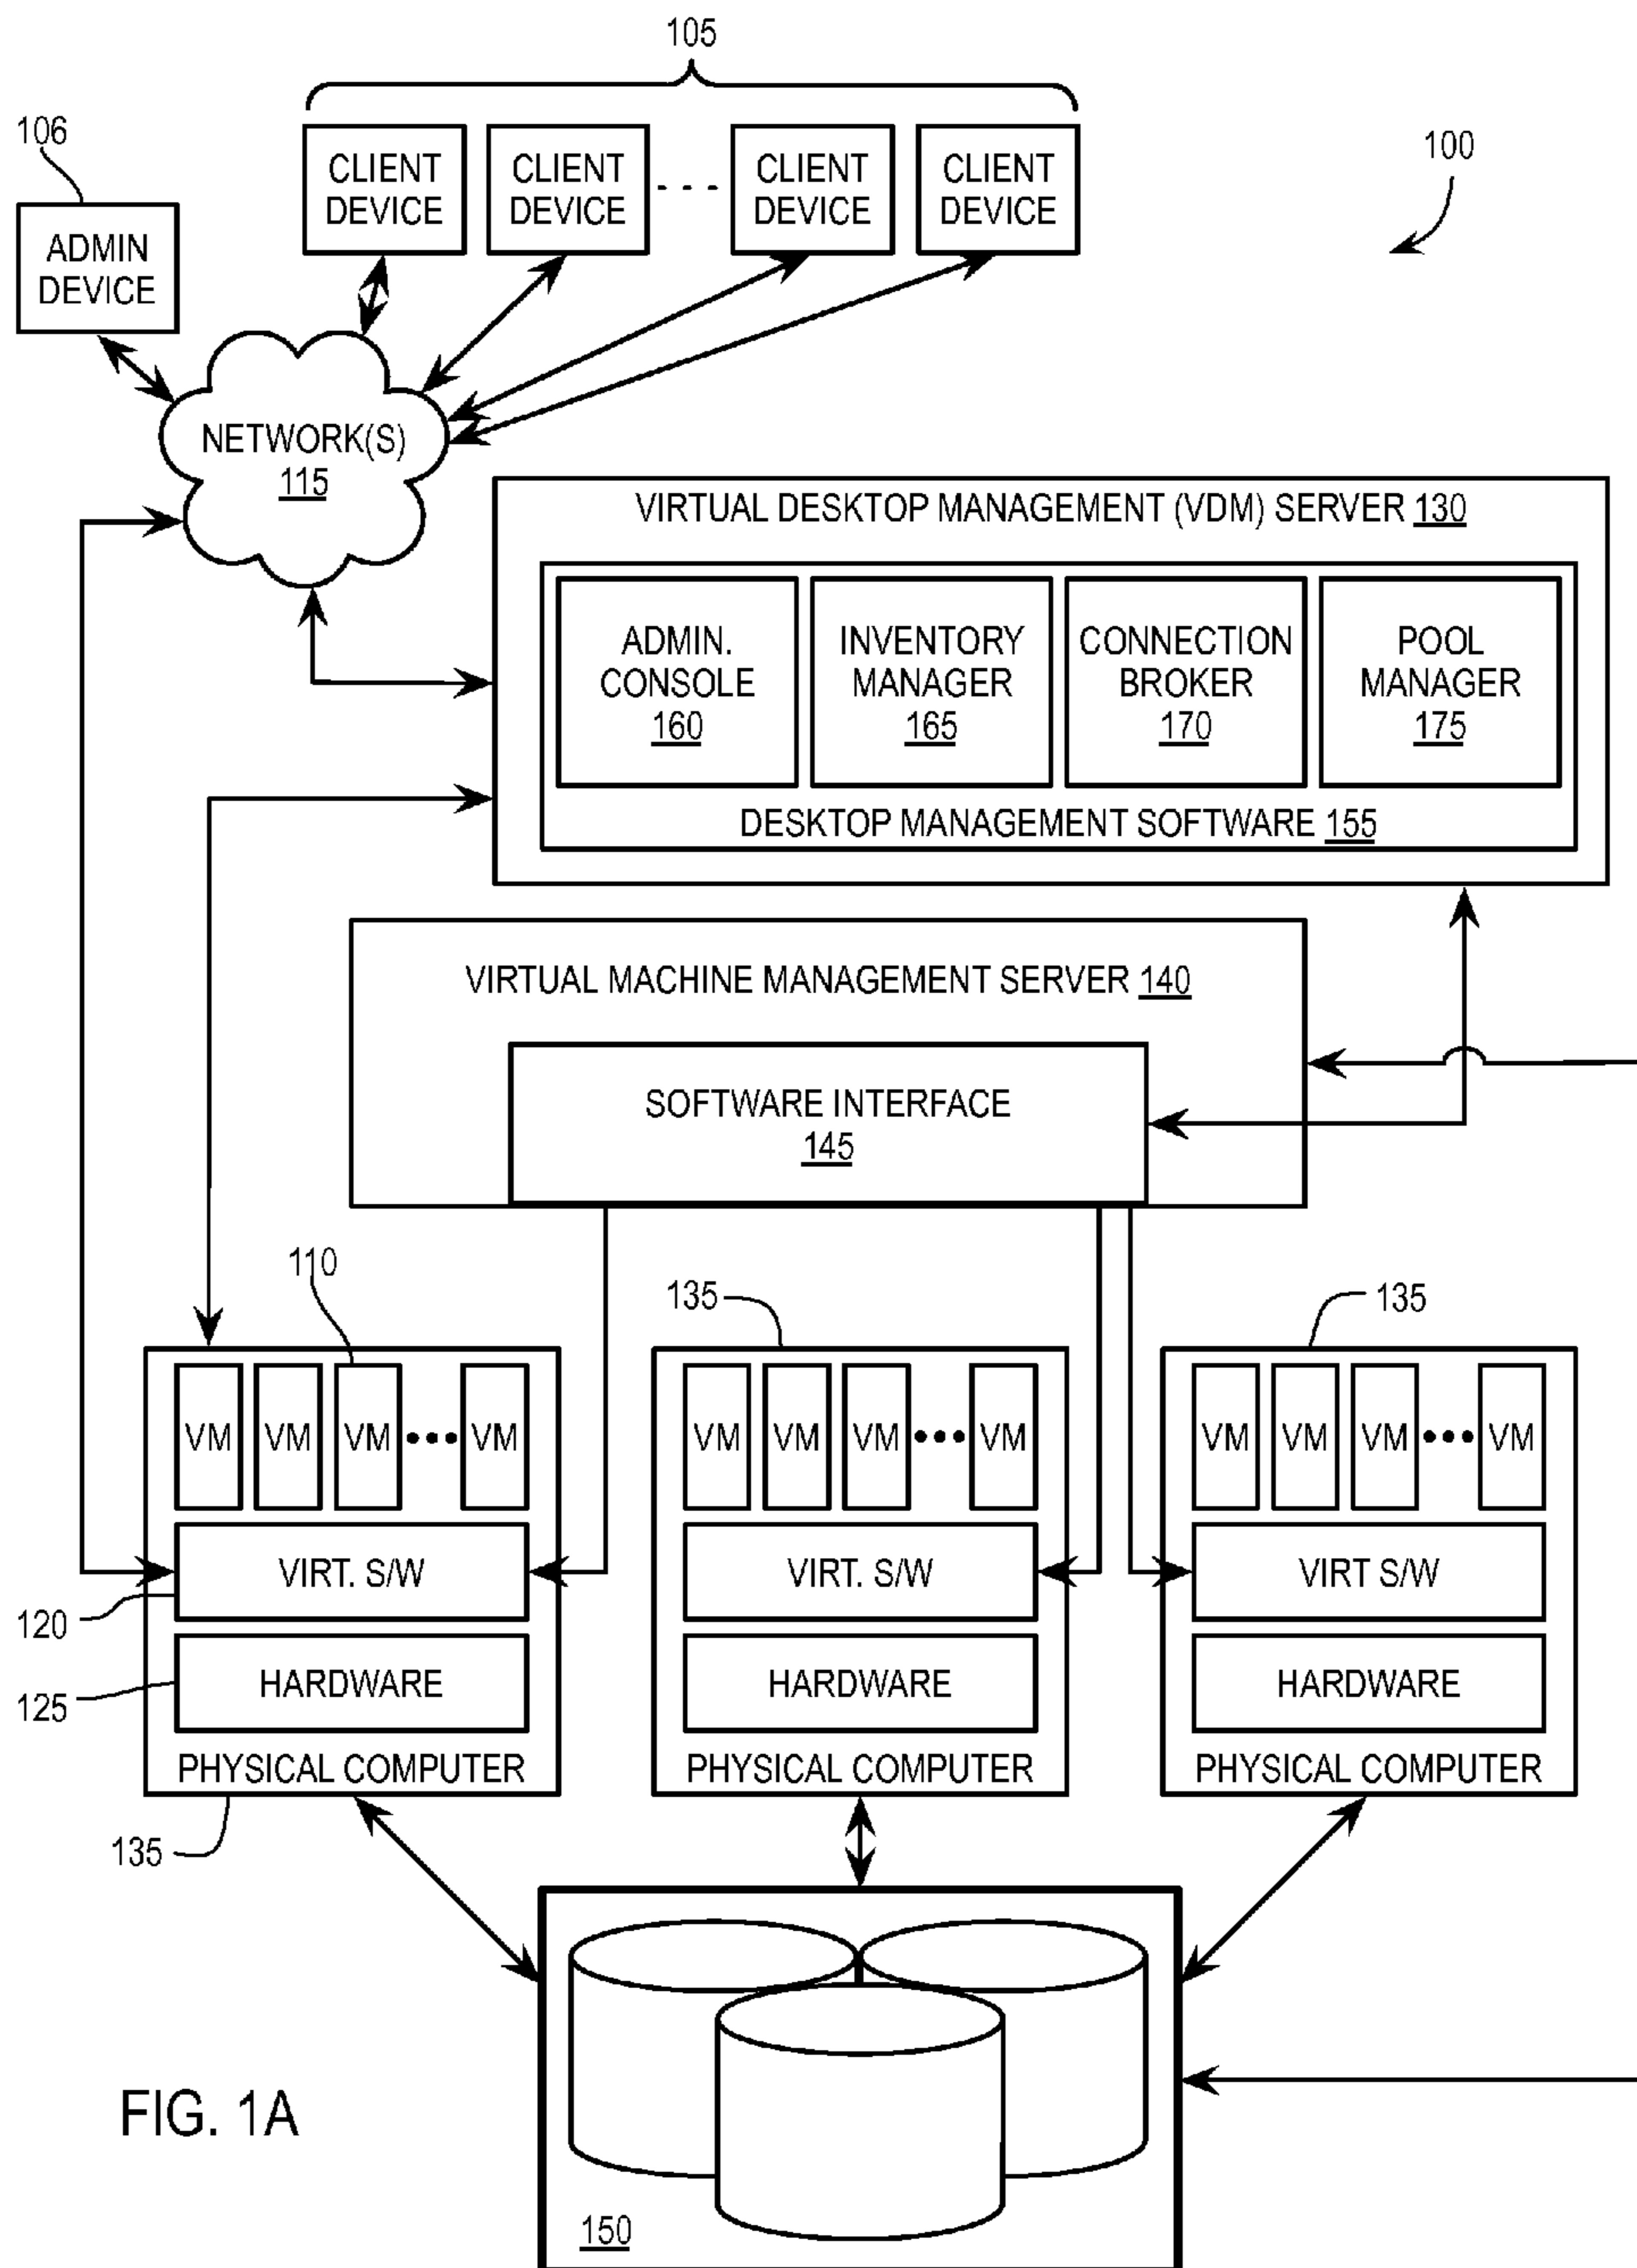 105
106
100
CLIENT
DEVICE
CLIENT
DEVICE
CLIENT
DEVICE
CLIENT
DEVICE
ADMIN
DEVICE
NETWORK(S)
115
VIRTUAL DESKTOP MANAGEMENT (VDM) SERVER 130
ADMIN.
CONSOLE
160
INVENTORY
MANAGER
165
CONNECTION
BROKER
170
POOL
MANAGER
175
DESKTOP MANAGEMENT SOFTWARE 155
VIRTUAL MACHINE MANAGEMENT SERVER 140
SOFTWARE INTERFACE
145
110
135
135
VM VM VM ••• VM
VM VM VM ••• VM
VM VM VM ••• VM
VIRT. S/W
VIRT. S/W
VIRT S/W
120
HARDWARE
HARDWARE
HARDWARE
125
PHYSICAL COMPUTER
PHYSICAL COMPUTER
PHYSICAL COMPUTER
135
FIG. 1A
150